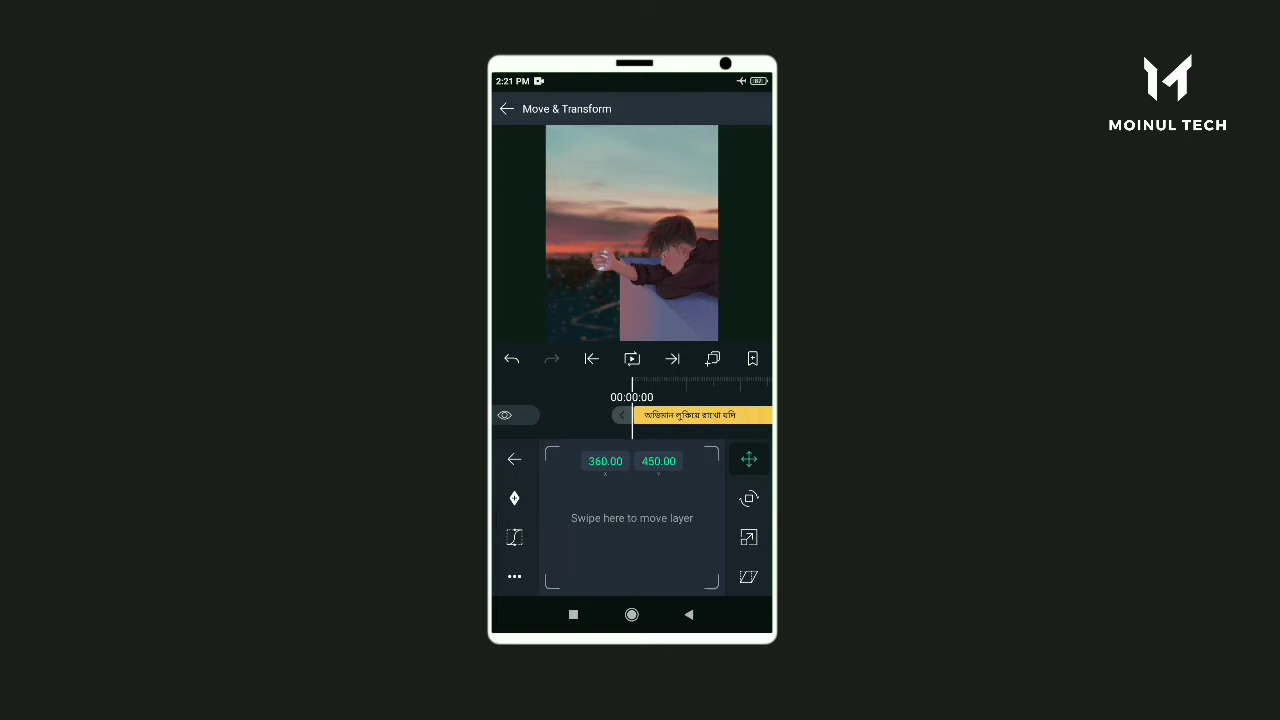 2:21 PM
MOINUL TECH
Move & Transform
00:00:00
অভিমান লুকিয়ে রাখো যদি
360.00 450.00
X Y
Swipe here to move layer